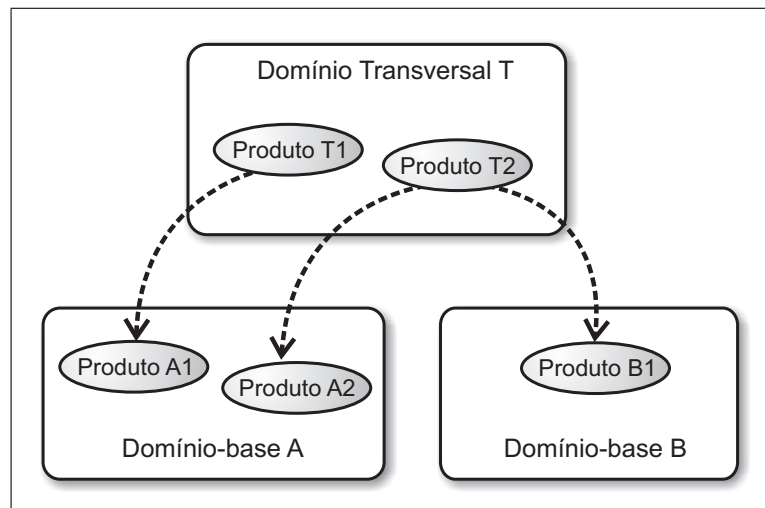 Domínio Transversal T
Produto T1
Produto T2
Produto A1
Produto A2
Domínio-base A
Produto B1
Domínio-base B